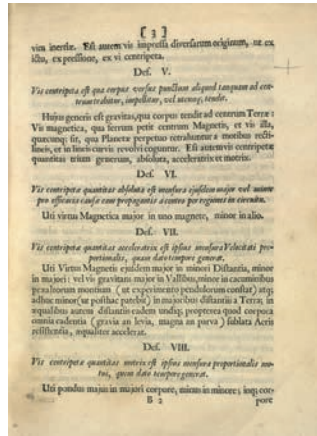 [ 3 ]
vim inertiæ. Est autem vis impressa diversarum originum, ut ex
ictu, ex pressione, ex vi centripeta.
Def. V.
Vis centripeta est qua corpus versus punctum aliquod tanquam ad cen-
trum trahitur, impellitur, vel utcunq; tendit.
Hujus generis est gravitas, qua corpus tendit ad centrum Terræ:
Vis magnetica, qua ferrum petit centrum Magnetis, et vis illa,
quæcunq; sit, qua Planetæ perpetuo retrahuntur a motibus recti-
lineis, et in lineis curvis revolvi coguntur. Est autem vis centripetæ
quantitas trium generum, absoluta, acceleratrix et motrix.
Def. VI.
Vis centripetæ quantitas absoluta est mensura ejusdem major vel minor
pro efficacia causæ eam propagantis a centro per regiones in circuitu.
Uti virtus Magnetica major in uno magnete, minor in alio.
Def. VII.
Vis centripetæ quantitas acceleratrix est ipsius mensura Velocitati pro-
portionalis, quam dato tempore generat.
Uti Virtus Magnetis ejusdem major in minori Distantia, minor
in majori: vel vis gravitans major in Vallibus, minor in cacuminibus
præaltorum montium (ut experimento pendulorum constat) atq;
adhuc minor (ut posthac patebit) in majoribus distantiis a Terra; in
æqualibus autem distantiis eadem undiq; propterea quod corpora
omnia cadentia (gravia an levia, magna an parva) sublata Aeris
resistentia, æqualiter accelerat.
Def. VIII.
Vis centripetæ quantitas motrix est ipsius mensura proportionalis mo-
tui, quem dato tempore generat.
Uti pondus majus in majori corpore, minus in minore; inq; cor-
B 2 pore